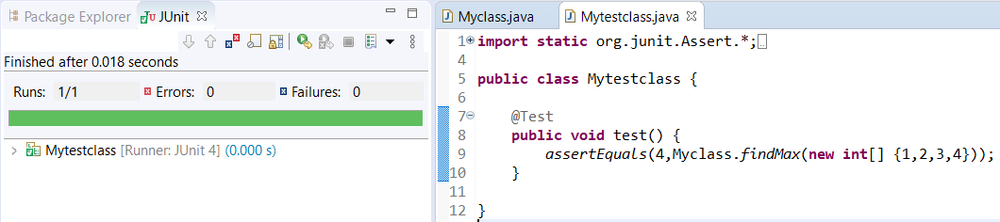 Package Explorer
JUnit
Finished after 0.018 seconds
Runs: 1/1
Errors: 0
Failures: 0
Mytestclass [Runner: JUnit 4] (0.000 s)
Myclass.java
Mytestclass.java
1 import static org.junit.Assert.*;
4
5 public class Mytestclass {
6
7 @Test
8 public void test() {
9 assertEquals(4,Myclass.findMax(new int[] {1,2,3,4}));
10 }
11
12 }